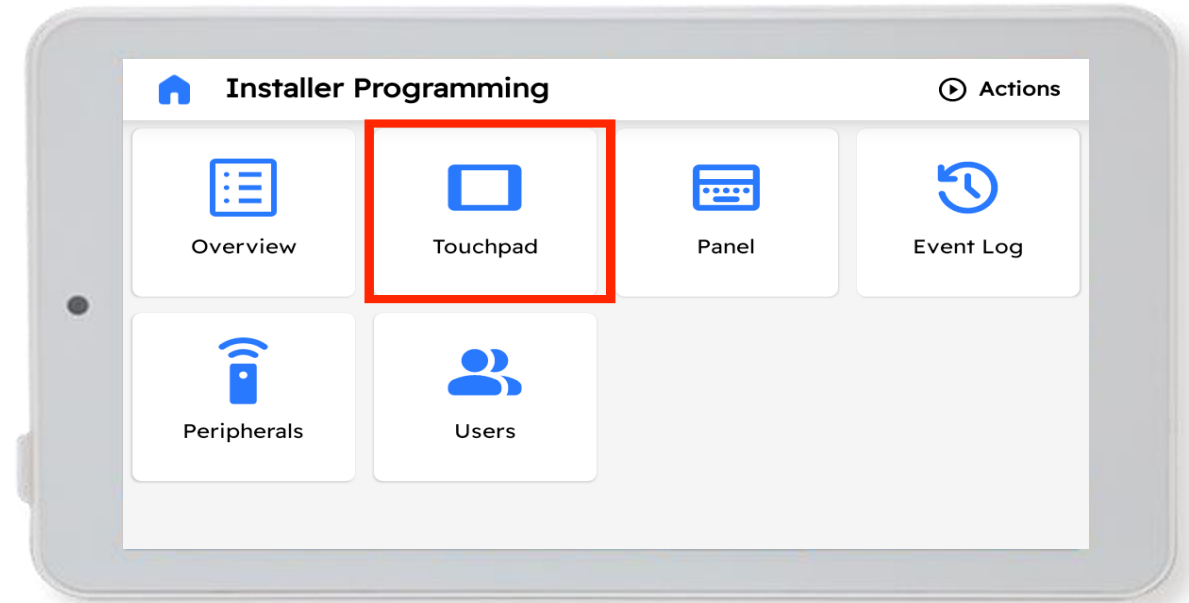 Installer Programming
Actions
Overview
Touchpad
Panel
Event Log
Peripherals
Users